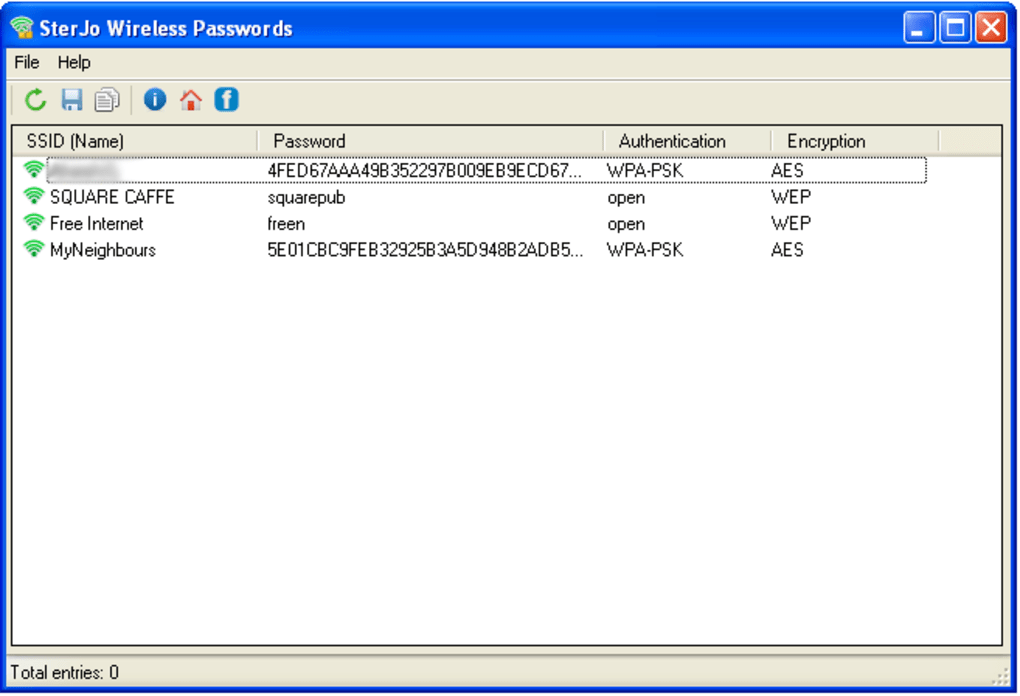 SterJo Wireless Passwords
File Help
SSID (Name) Password Authentication Encryption
4FED67AAA49B352297B009EB9ECD67... WPA-PSK AES
SQUARE CAFFE squarepub open WEP
Free Internet freen open WEP
MyNeighbours 5E01CBC9FEB32925B3A5D948B2ADB5... WPA-PSK AES
Total entries: 0